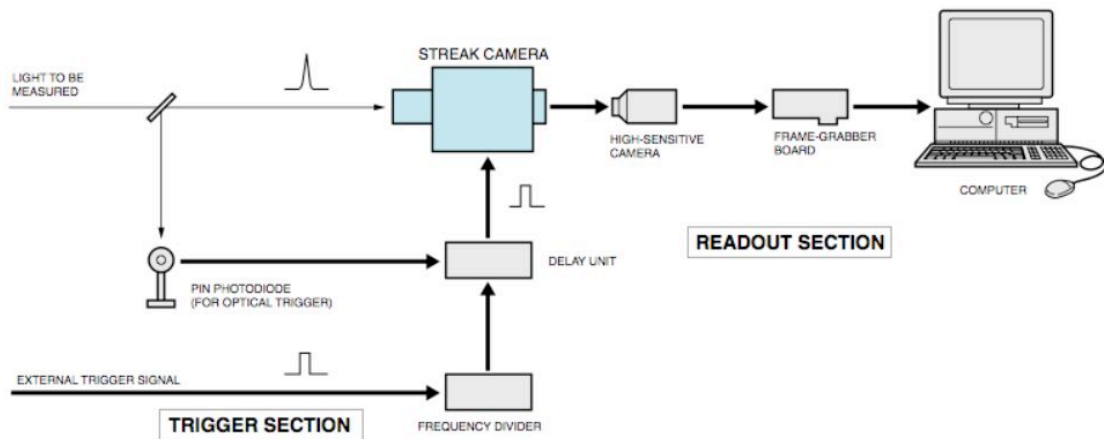 STREAK CAMERA
LIGHT TO BE
MEASURED
HIGH-SENSITIVE
CAMERA
FRAME-GRABBER
BOARD
COMPUTER
READOUT SECTION
DELAY UNIT
PIN PHOTODIODE
(FOR OPTICAL TRIGGER)
EXTERNAL TRIGGER SIGNAL
TRIGGER SECTION
FREQUENCY DIVIDER